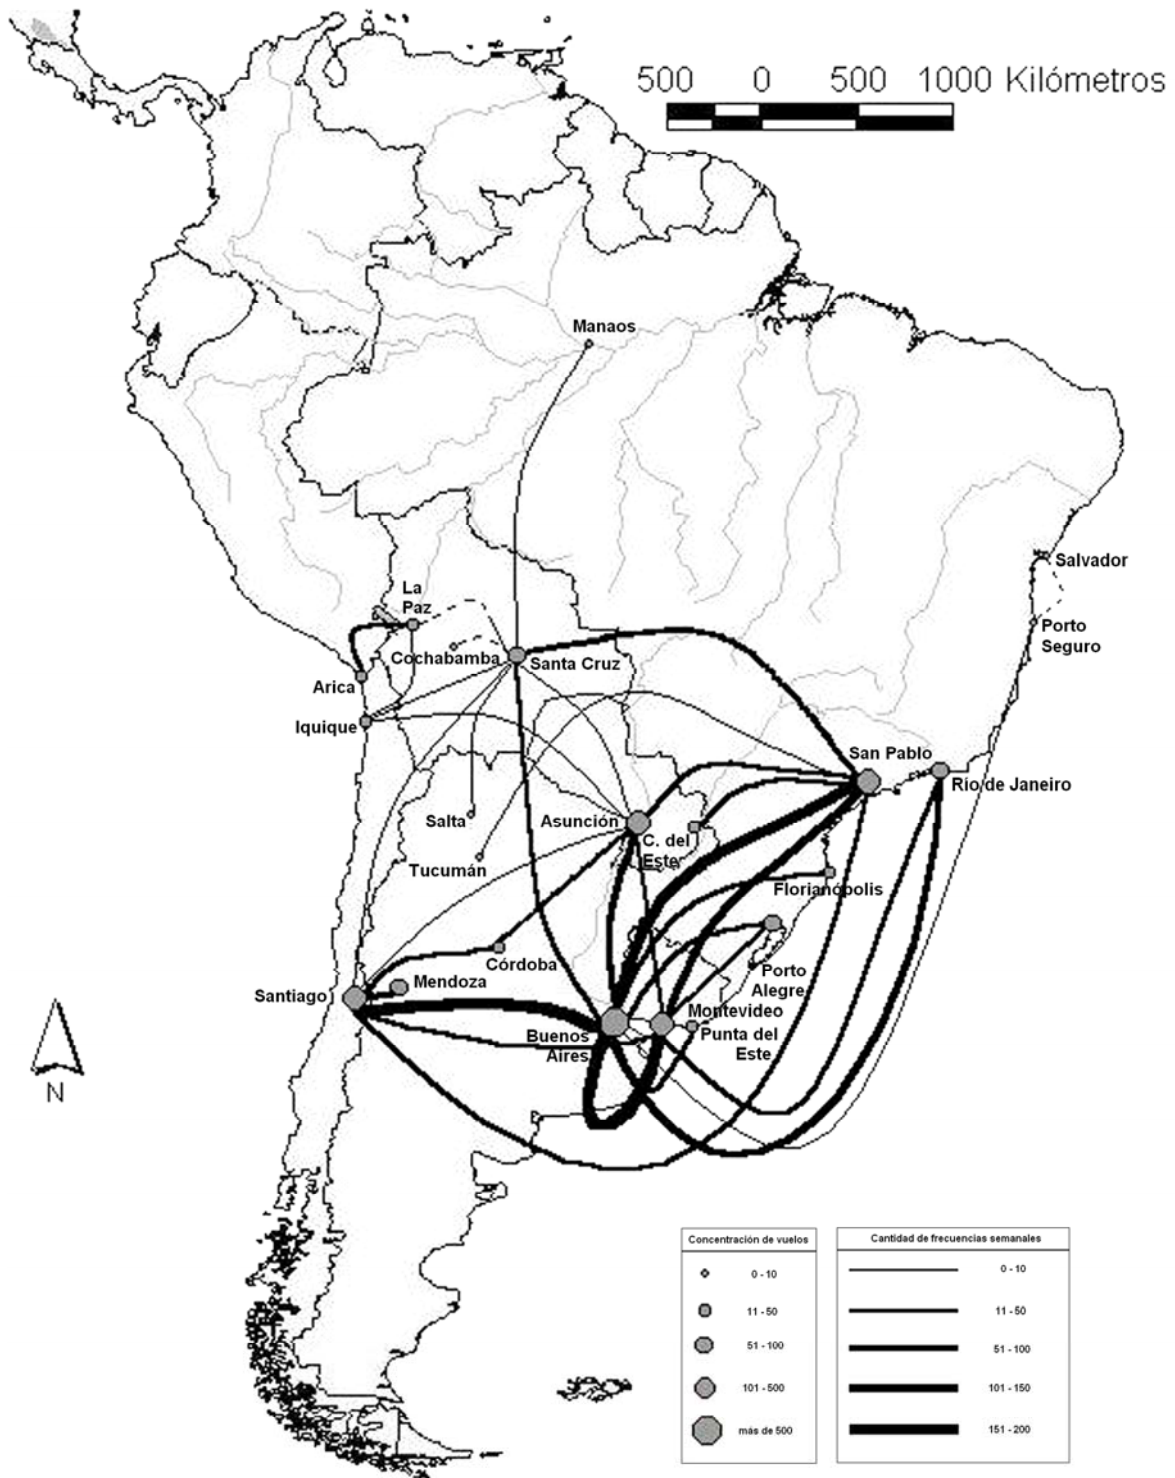 500 0 500 1000 Kilómetros
Manaos
Salvador
Porto
Seguro
La
Paz
Cochabamba
Santa Cruz
Arica
Iquique
San Pablo
Río de Janeiro
Salta
Asunción
C. del
Este
Tucumán
Florianópolis
Córdoba
Porto
Alegre
Mendoza
Santiago
Montevideo
Buenos
Aires
Punta del
Este
N
Concentración de vuelos
0 - 10
11 - 50
51 - 100
101 - 500
más de 500
Cantidad de frecuencias semanales
0 - 10
11 - 50
51 - 100
101 - 150
151 - 200